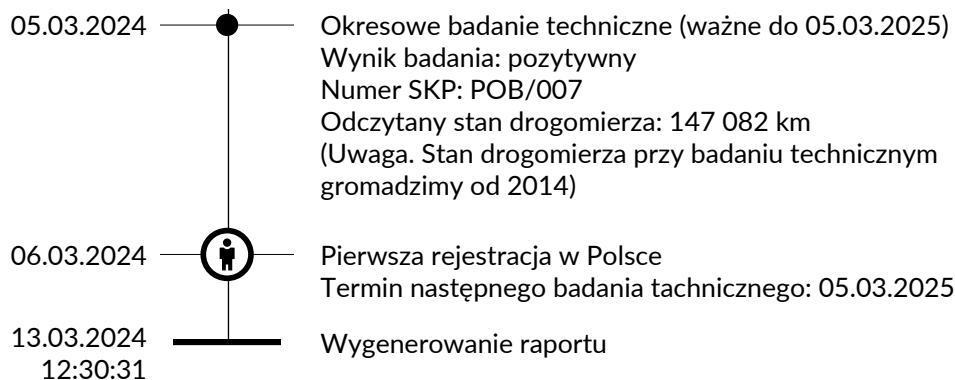 05.03.2024
Okresowe badanie techniczne (ważne do 05.03.2025)
Wynik badania: pozytywny
Numer SKP: POB/007
Odczytany stan drogomierza: 147 082 km
(Uwaga. Stan drogomierza przy badaniu technicznym
gromadzimy od 2014)
06.03.2024
Pierwsza rejestracja w Polsce
Termin następnego badania tachnicznego: 05.03.2025
13.03.2024
12:30:31
Wygenerowanie raportu